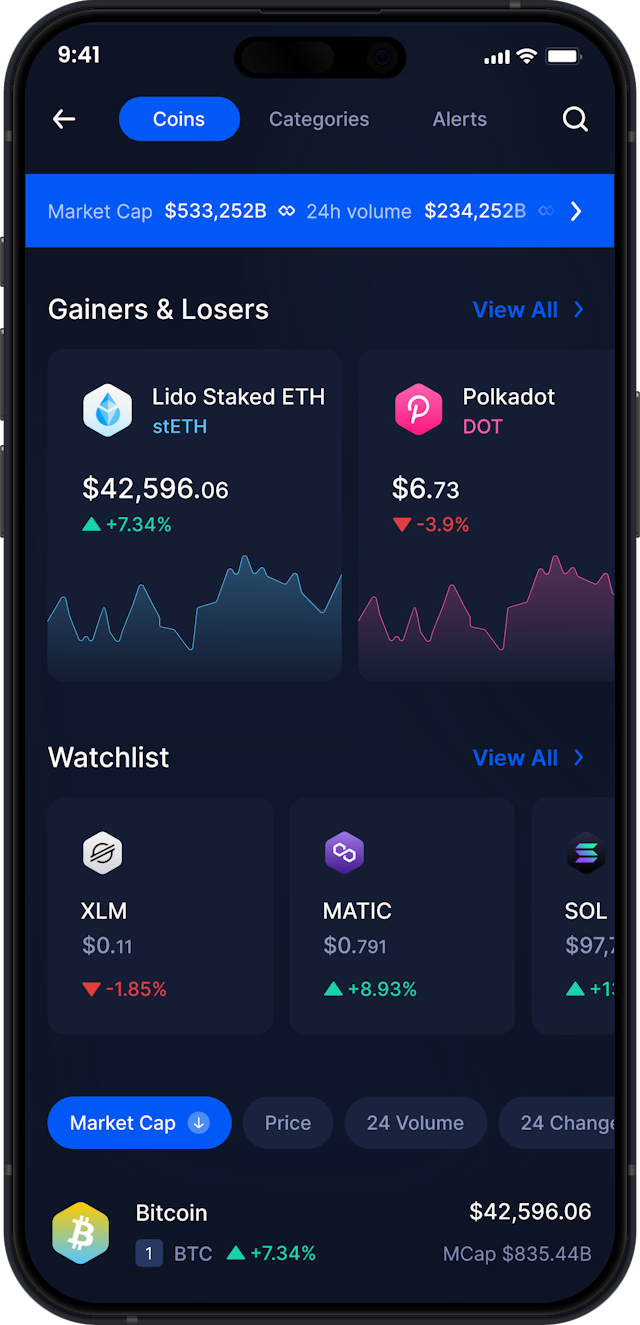 9:41
Coins Categories Alerts
Market Cap $533,252B 24h volume $234,252B
Gainers & Losers View All
Lido Staked ETH
stETH
$42,596.06
+7.34%
Polkadot
DOT
$6.73
-3.9%
Watchlist View All
XLM
$0.11
-1.85%
MATIC
$0.791
+8.93%
SOL
$97,7
+13
Market Cap Price 24 Volume 24 Change
Bitcoin $42,596.06
1 BTC +7.34% MCap $835.44B